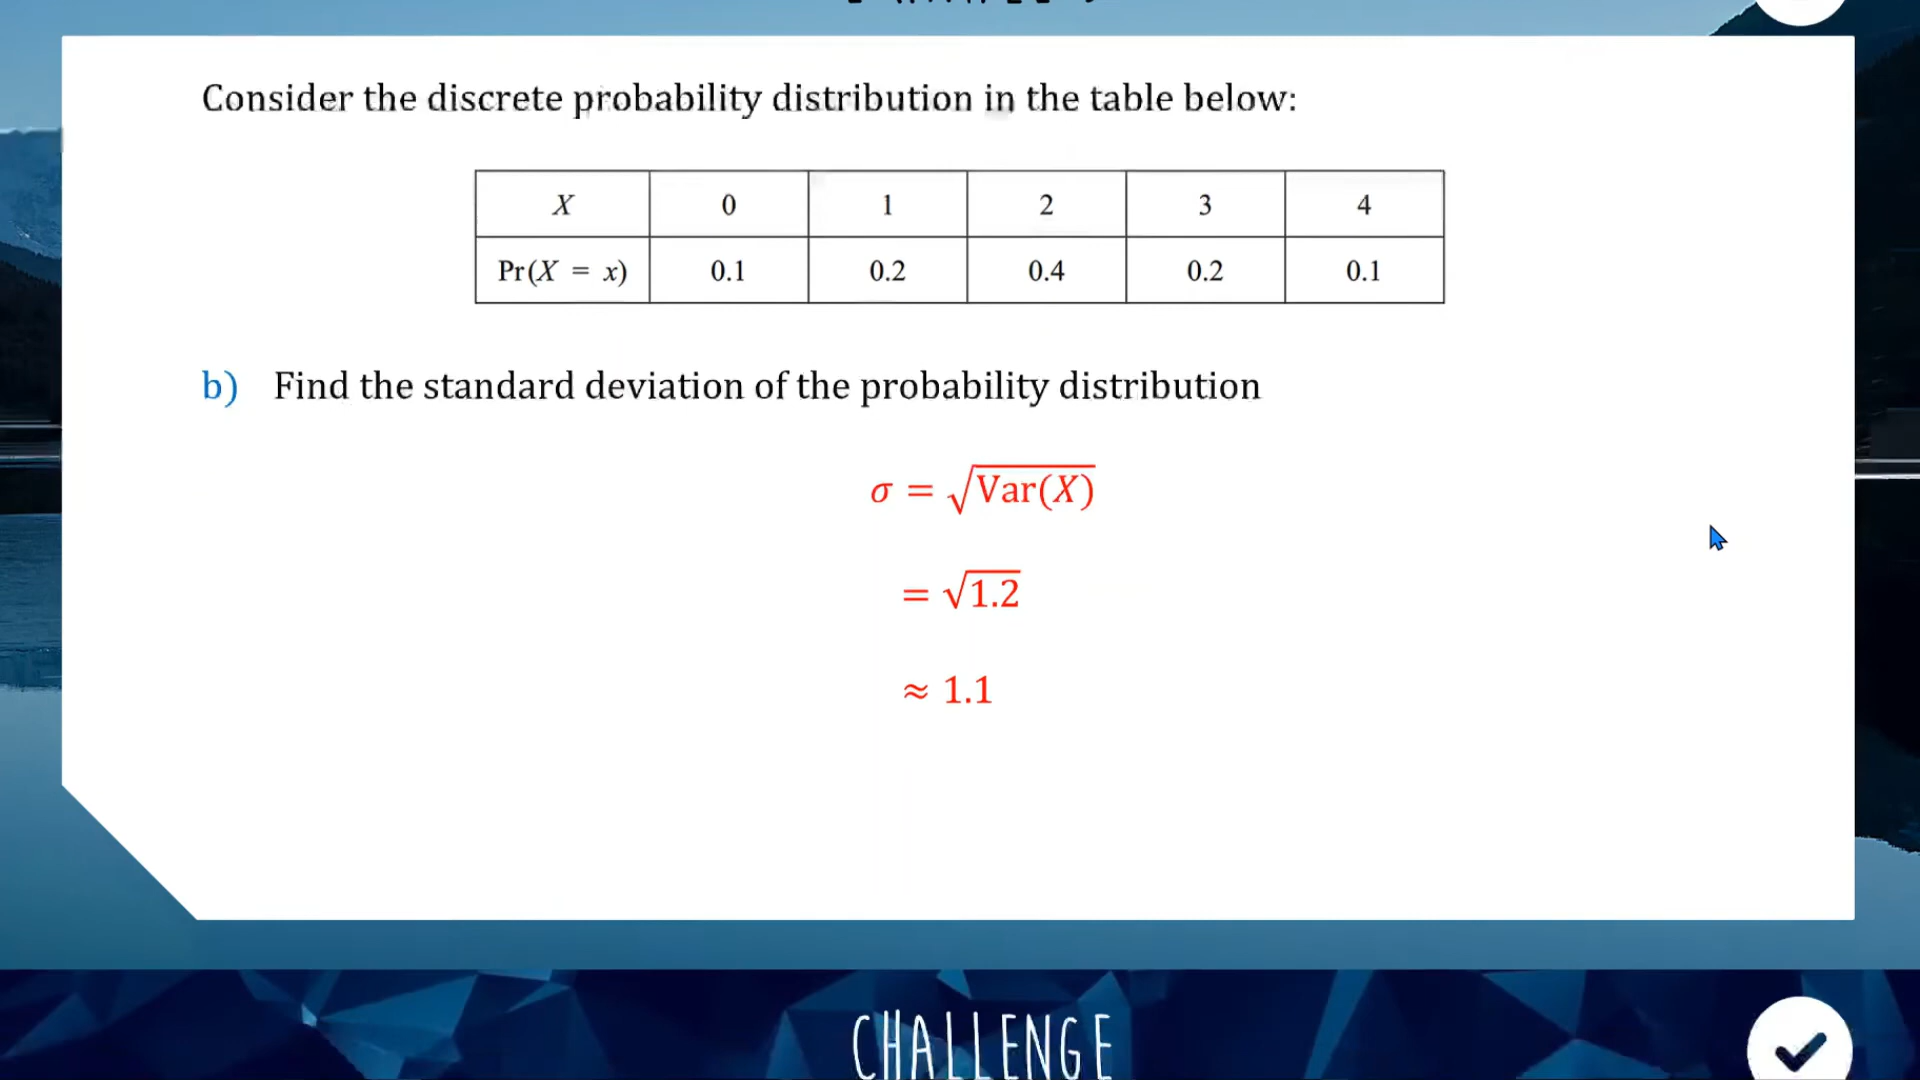 Consider the discrete probability distribution in the table below:
X 0 1 2 3 4
Pr(X = x) 0.1 0.2 0.4 0.2 0.1
b) Find the standard deviation of the probability distribution
σ = √Var(X)
= √1.2
≈ 1.1
CHALLENGE